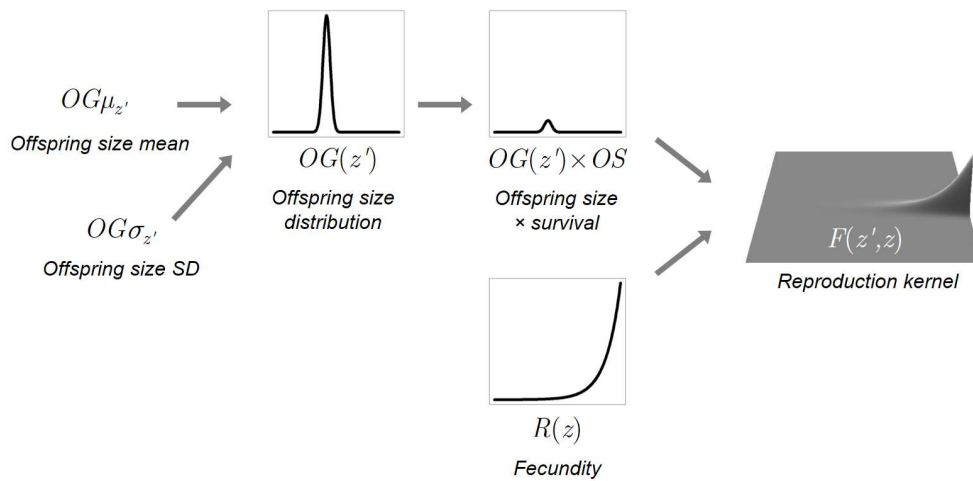 OGμz'
Offspring size mean
OGσz'
Offspring size SD
OG(z')
Offspring size
distribution
OG(z')×OS
Offspring size
× survival
R(z)
Fecundity
F(z',z)
Reproduction kernel